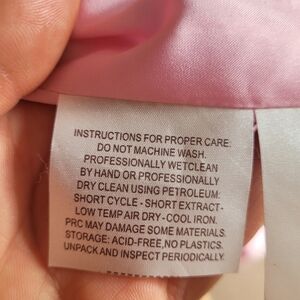 INSTRUCTIONS FOR PROPER CARE:
DO NOT MACHINE WASH.
PROFESSIONALLY WETCLEAN
BY HAND OR PROFESSIONALLY
DRY CLEAN USING PETROLEUM:
SHORT CYCLE - SHORT EXTRACT-
LOW TEMP AIR DRY - COOL IRON.
PRC MAY DAMAGE SOME MATERIALS.
STORAGE: ACID-FREE, NO PLASTICS.
UNPACK AND INSPECT PERIODICALLY.